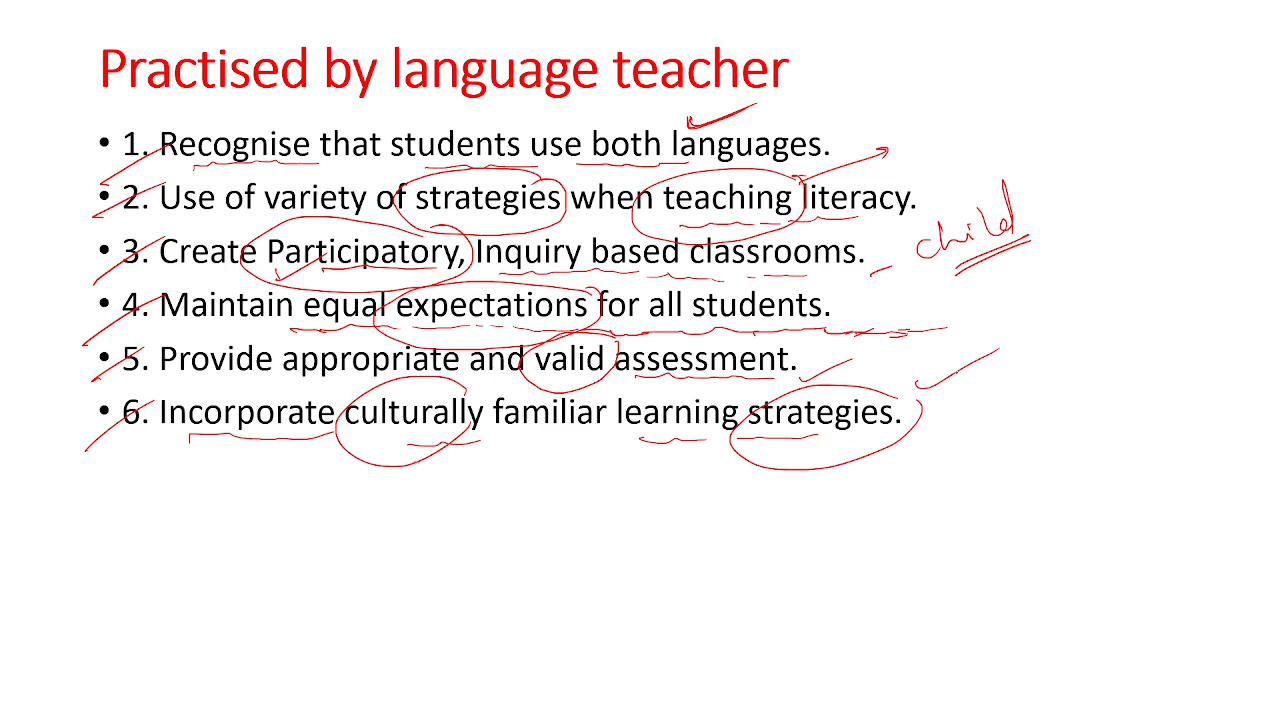 Practised by language teacher
• 1. Recognise that students use both languages.
• 2. Use of variety of strategies when teaching literacy.
• 3. Create Participatory, Inquiry based classrooms. - child
• 4. Maintain equal expectations for all students.
• 5. Provide appropriate and valid assessment.
• 6. Incorporate culturally familiar learning strategies.